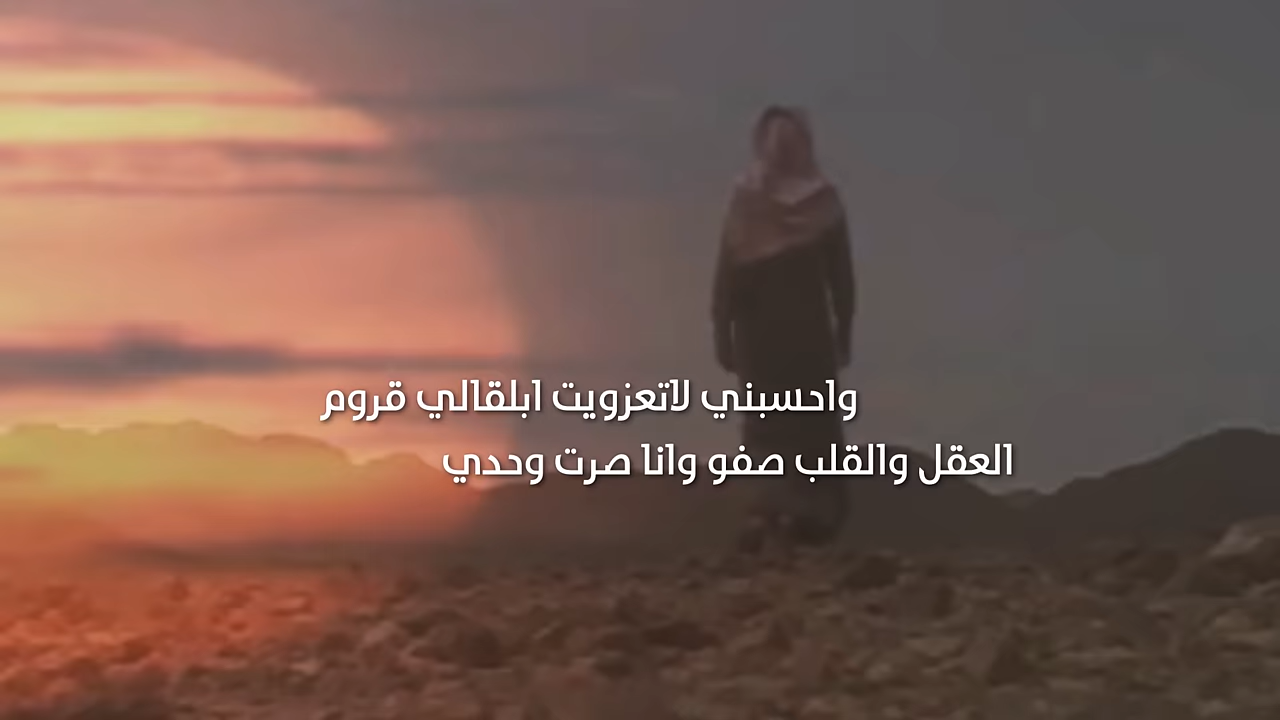 واحسبني لاتعزويت ابلقالي قروم
العقل والقلب صفو وانا صرت وحدي